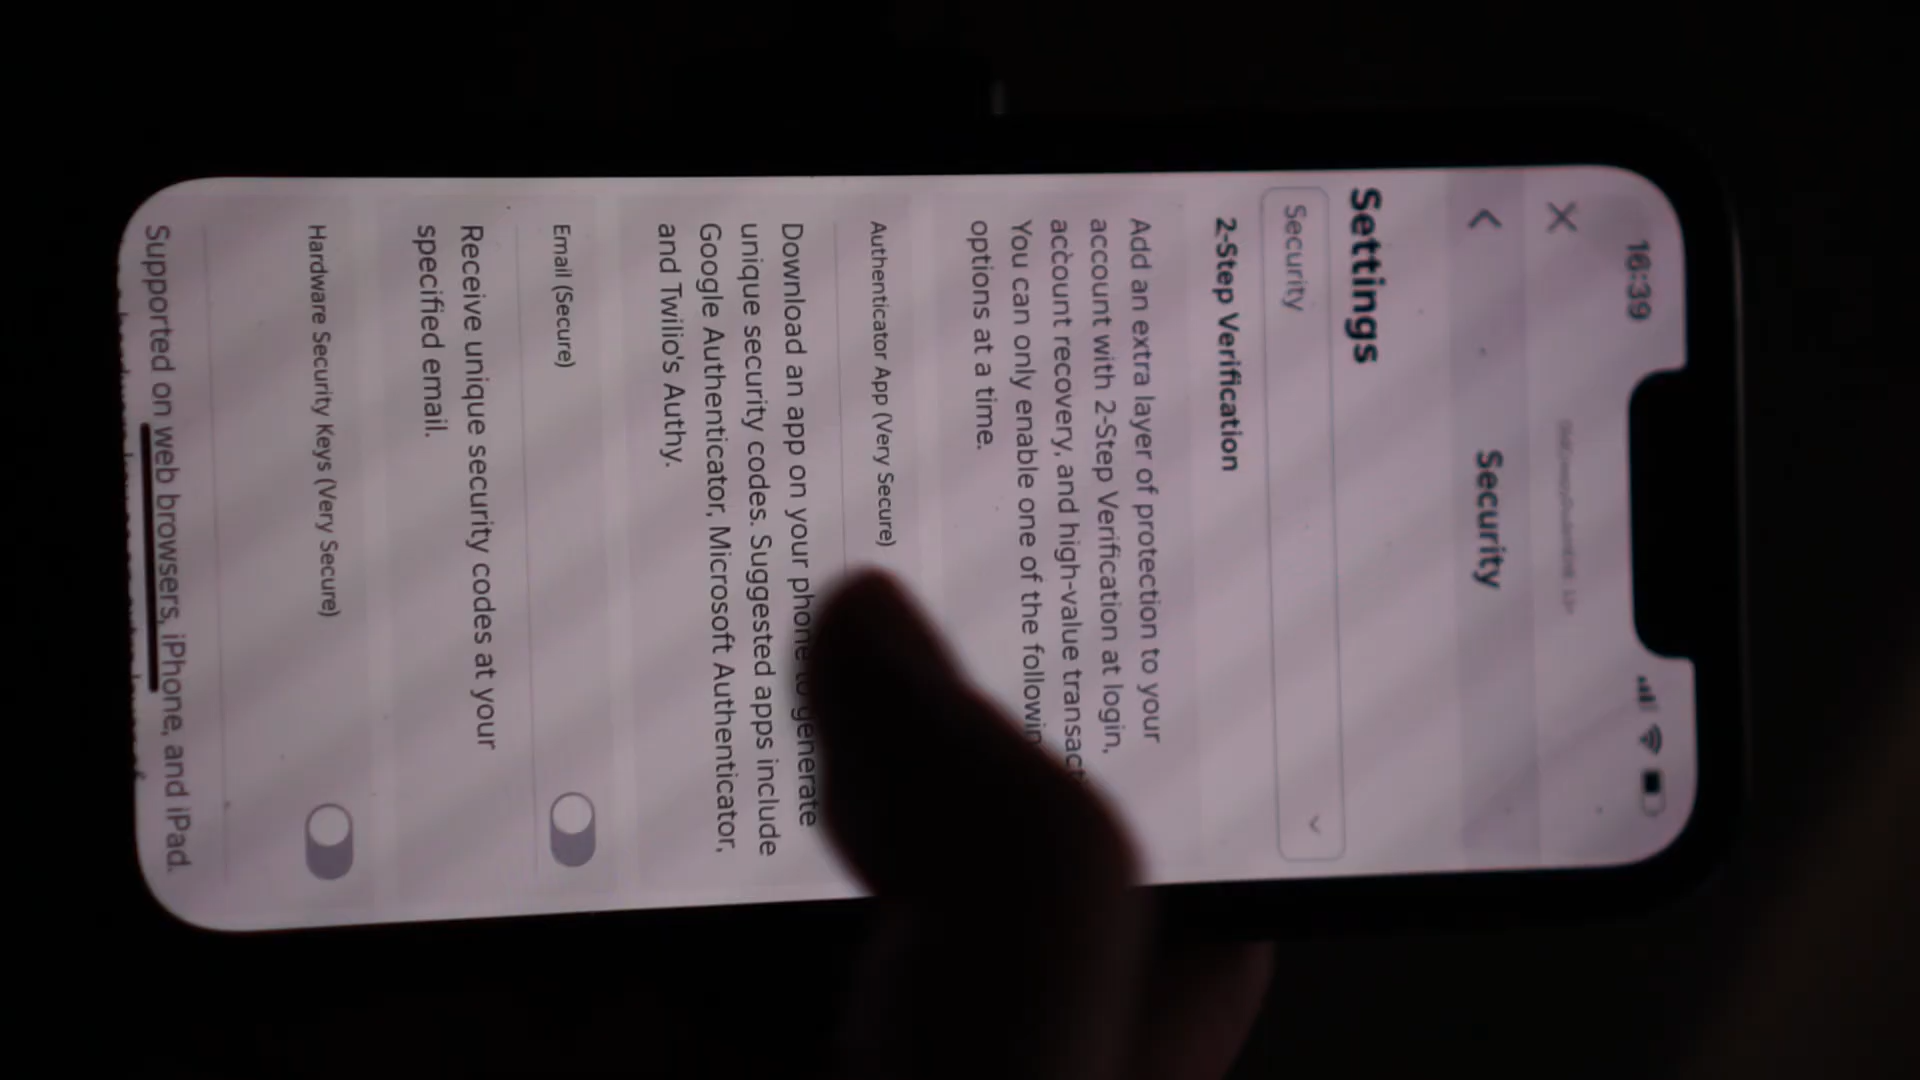 16:39
Security
Settings
Security
2-Step Verification
Add an extra layer of protection to your
account with 2-Step Verification at login,
account recovery, and high-value
You can only enable one of the
options at a time.
Authenticator App (Very Secure)
Download an app on your phone to generate
unique security codes. Suggested apps include
Google Authenticator, Microsoft Authenticator,
and Twilio's Authy.
Email (Secure)
Receive unique security codes at your
specified email.
Hardware Security Keys (Very Secure)
Supported on web browsers, iPhone, and iPad.